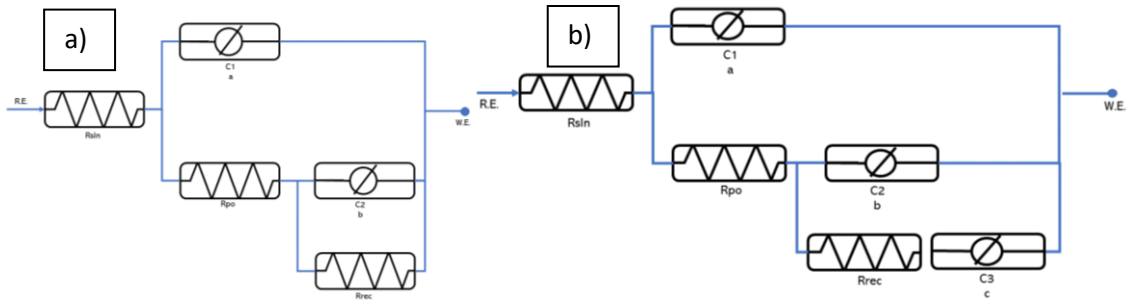 a)
C1
a
R.E.
Rsln
W.E.
Rpo
C2
b
Rrec
b)
C1
a
R.E.
Rsln
W.E.
Rpo
C2
b
Rrec
C3
c